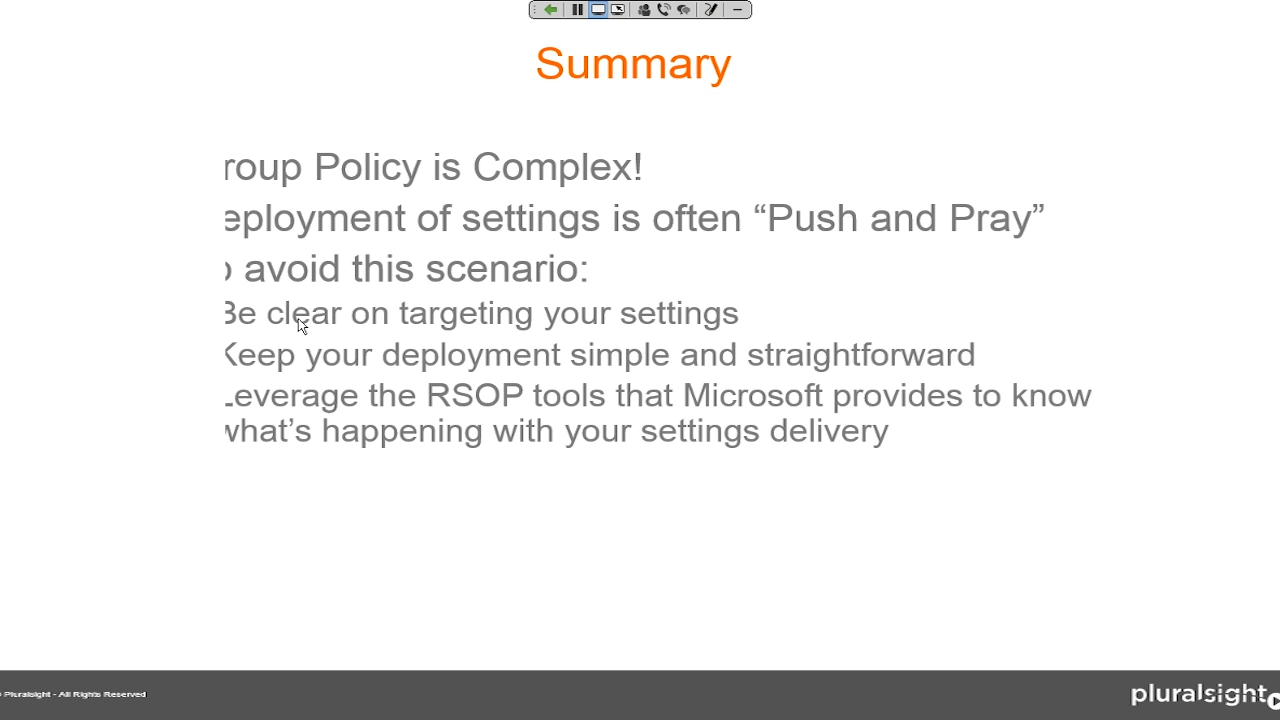 Summary
roup Policy is Complex!
eployment of settings is often “Push and Pray”
o avoid this scenario:
Be clear on targeting your settings
Keep your deployment simple and straightforward
Leverage the RSOP tools that Microsoft provides to know
what’s happening with your settings delivery
© Pluralsight - All Rights Reserved
pluralsight